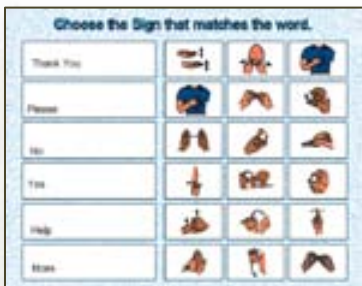 Choose the Sign that matches the word.
Thank You
Please
No
Yes
Help
More